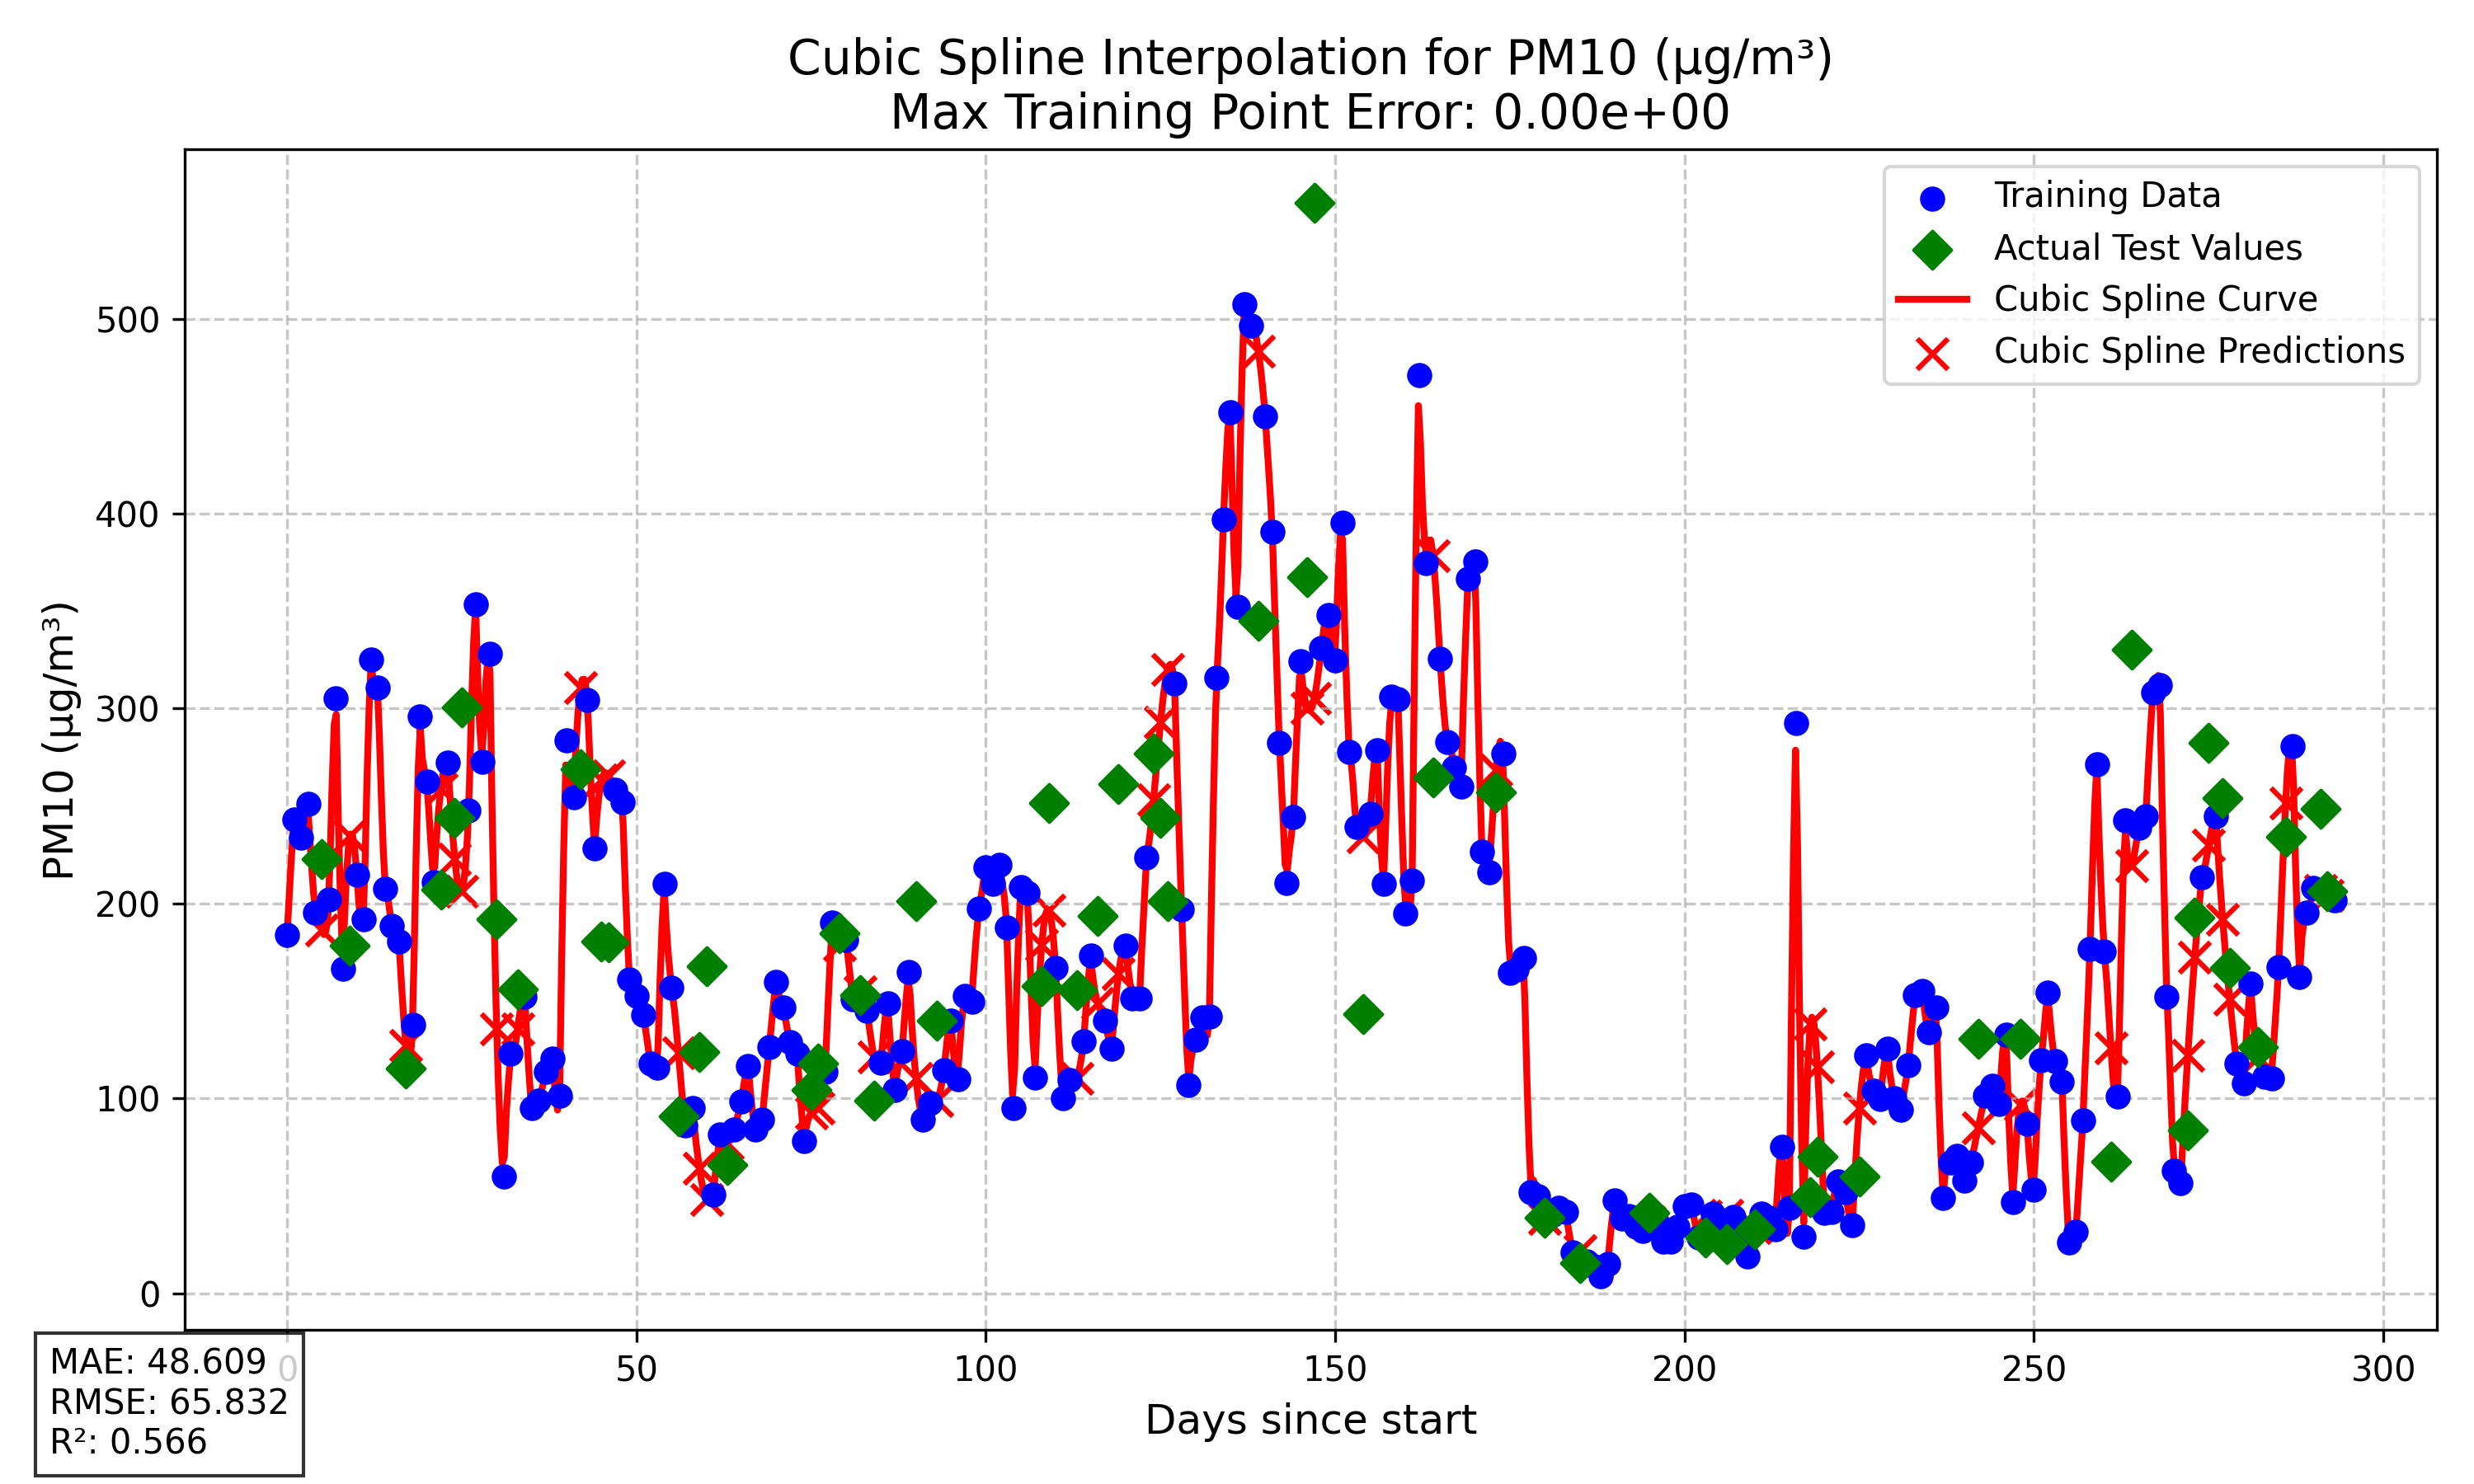 Cubic Spline Interpolation for PM10 (µg/m³)
Max Training Point Error: 0.00e+00
Training Data
Actual Test Values
Cubic Spline Curve
Cubic Spline Predictions
PM10 (µg/m³)
500
400
300
200
100
0
0
50
100
150
200
250
300
Days since start
MAE: 48.609
RMSE: 65.832
R²: 0.566